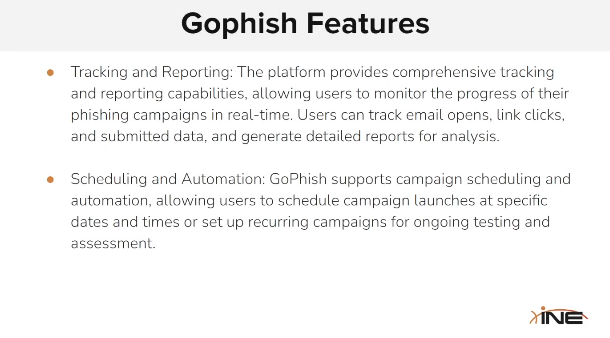 Gophish Features
Tracking and Reporting: The platform provides comprehensive tracking
and reporting capabilities, allowing users to monitor the progress of their
phishing campaigns in real-time. Users can track email opens, link clicks,
and submitted data, and generate detailed reports for analysis.
Scheduling and Automation: GoPhish supports campaign scheduling and
automation, allowing users to schedule campaign launches at specific
dates and times or set up recurring campaigns for ongoing testing and
assessment.
INE